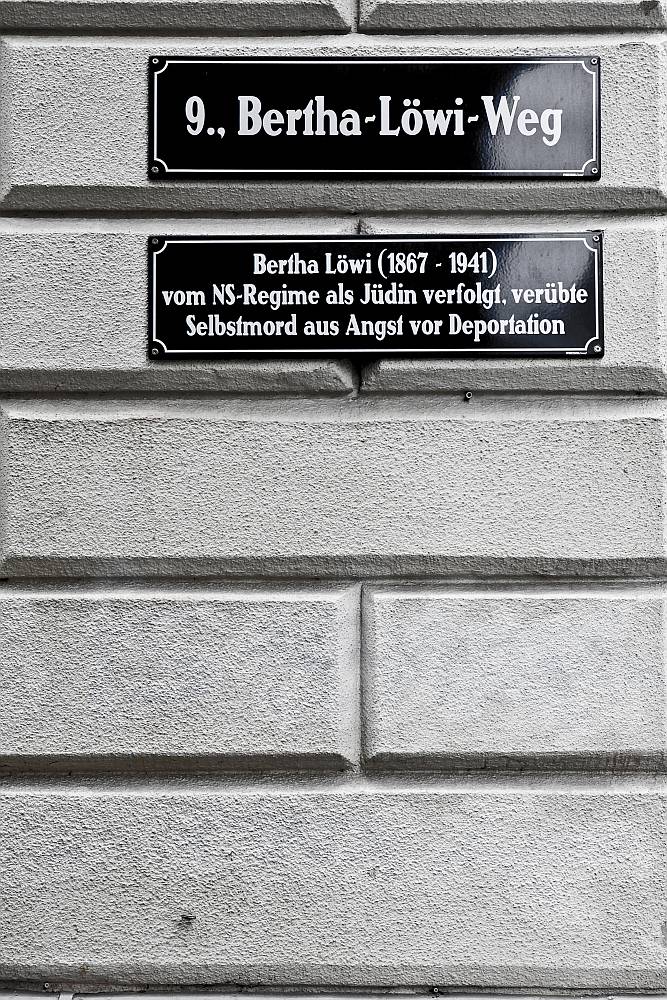 9., Bertha-Löwi-Weg
Bertha Löwi (1867 - 1941)
vom NS-Regime als Jüdin verfolgt, verübte
Selbstmord aus Angst vor Deportation